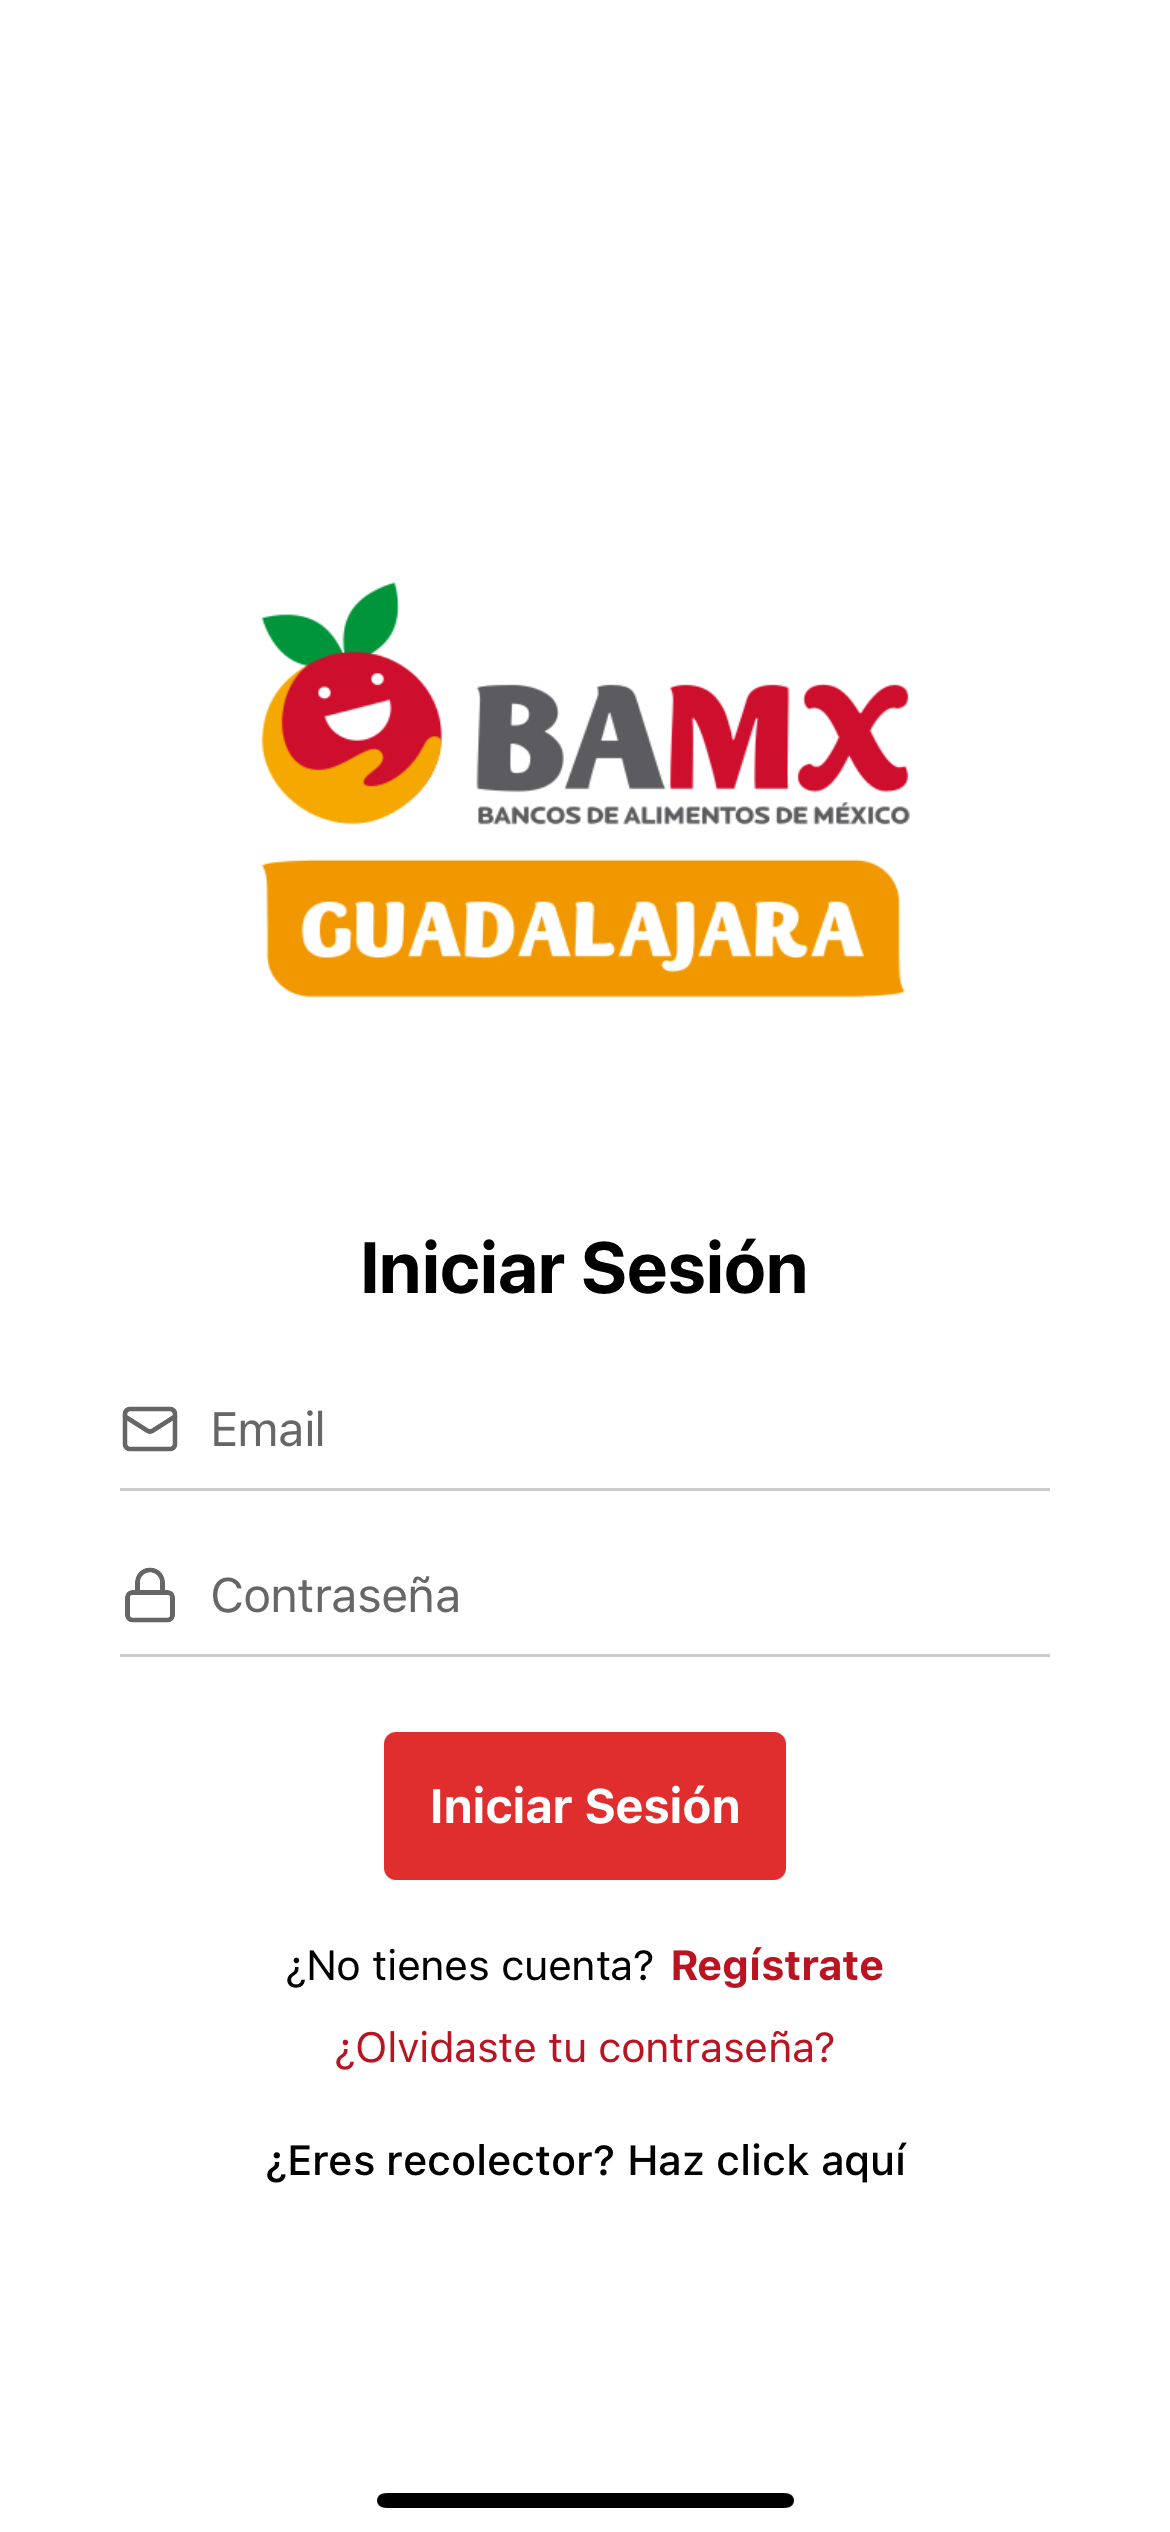 BAMX
BANCOS DE ALIMENTOS DE MÉXICO
GUADALAJARA
Iniciar Sesión
Email
Contraseña
Iniciar Sesión
¿No tienes cuenta? Regístrate
¿Olvidaste tu contraseña?
¿Eres recolector? Haz click aquí